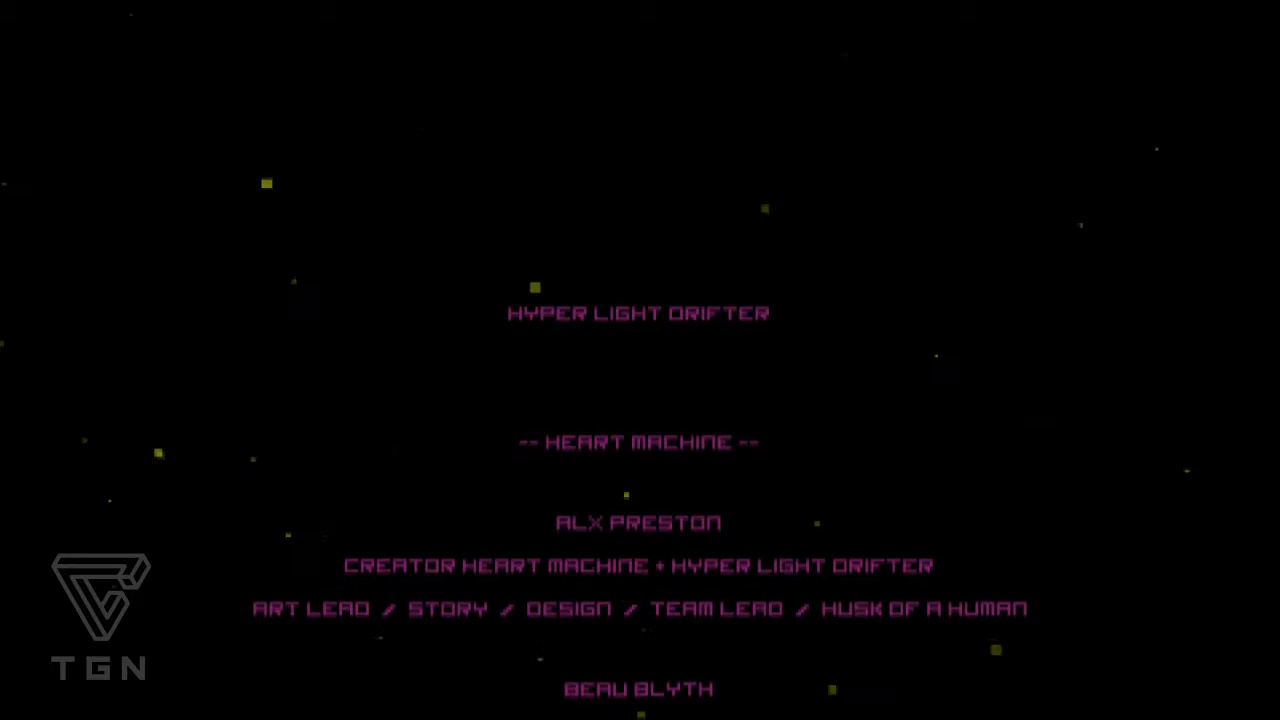 HYPER LIGHT DRIFTER
-- HEART MACHINE --
ALX PRESTON
CREATOR HEART MACHINE + HYPER LIGHT DRIFTER
ART LEAD / STORY / DESIGN / TEAM LEAD / HUSK OF A HUMAN
BEAU BLYTH
TGN